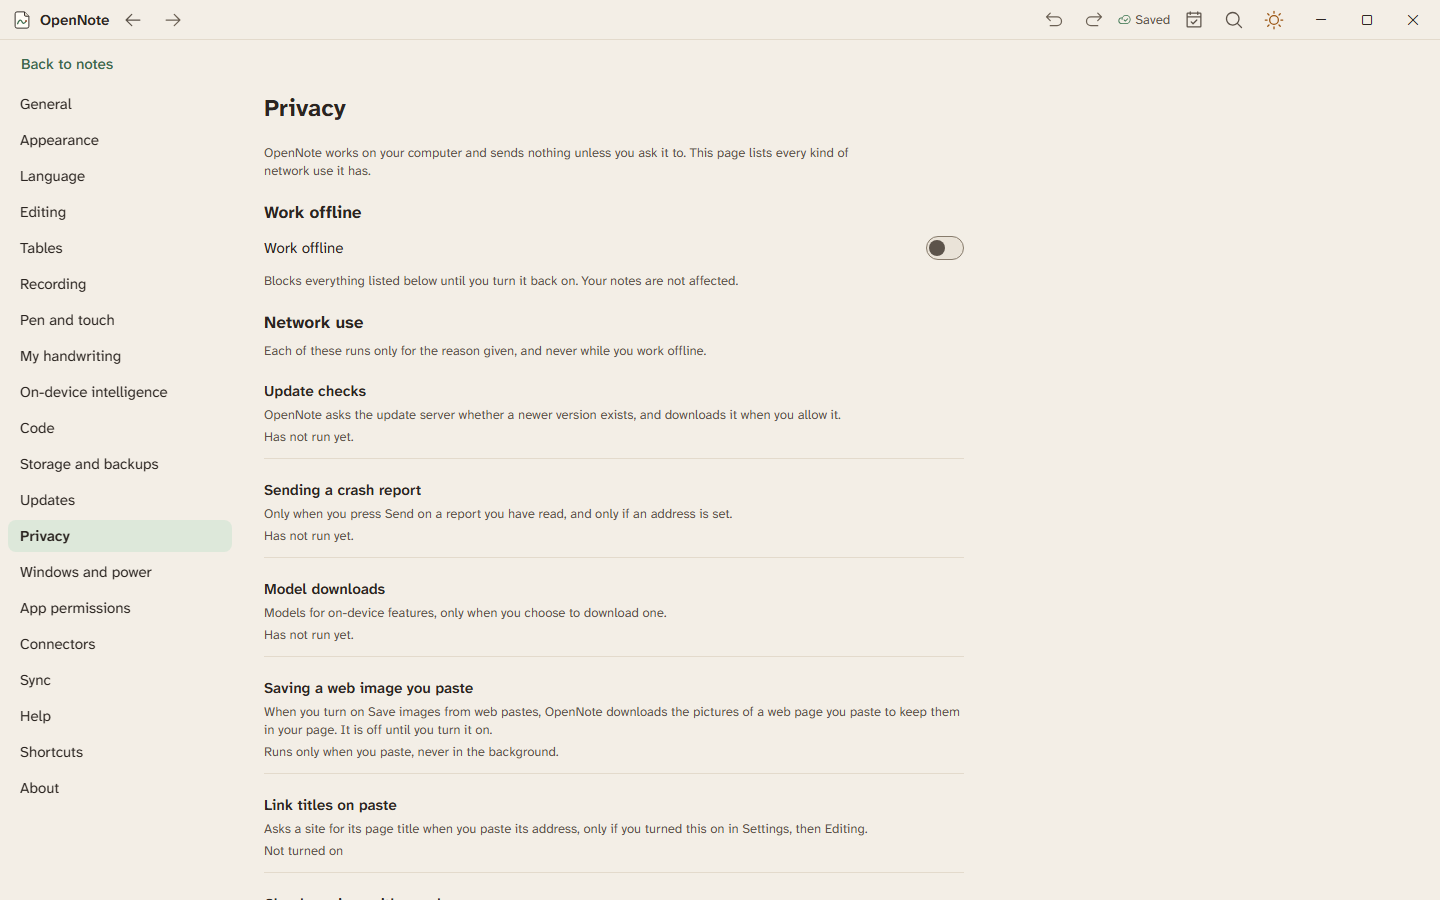 OpenNote
Saved
Back to notes
General
Appearance
Language
Editing
Tables
Recording
Pen and touch
My handwriting
On-device intelligence
Code
Storage and backups
Updates
Privacy
Windows and power
App permissions
Connectors
Sync
Help
Shortcuts
About
Privacy
OpenNote works on your computer and sends nothing unless you ask it to. This page lists every kind of
network use it has.
Work offline
Work offline
Blocks everything listed below until you turn it back on. Your notes are not affected.
Network use
Each of these runs only for the reason given, and never while you work offline.
Update checks
OpenNote asks the update server whether a newer version exists, and downloads it when you allow it.
Has not run yet.
Sending a crash report
Only when you press Send on a report you have read, and only if an address is set.
Has not run yet.
Model downloads
Models for on-device features, only when you choose to download one.
Has not run yet.
Saving a web image you paste
When you turn on Save images from web pastes, OpenNote downloads the pictures of a web page you paste to keep them
in your page. It is off until you turn it on.
Runs only when you paste, never in the background.
Link titles on paste
Asks a site for its page title when you paste its address, only if you turned this on in Settings, then Editing.
Not turned on